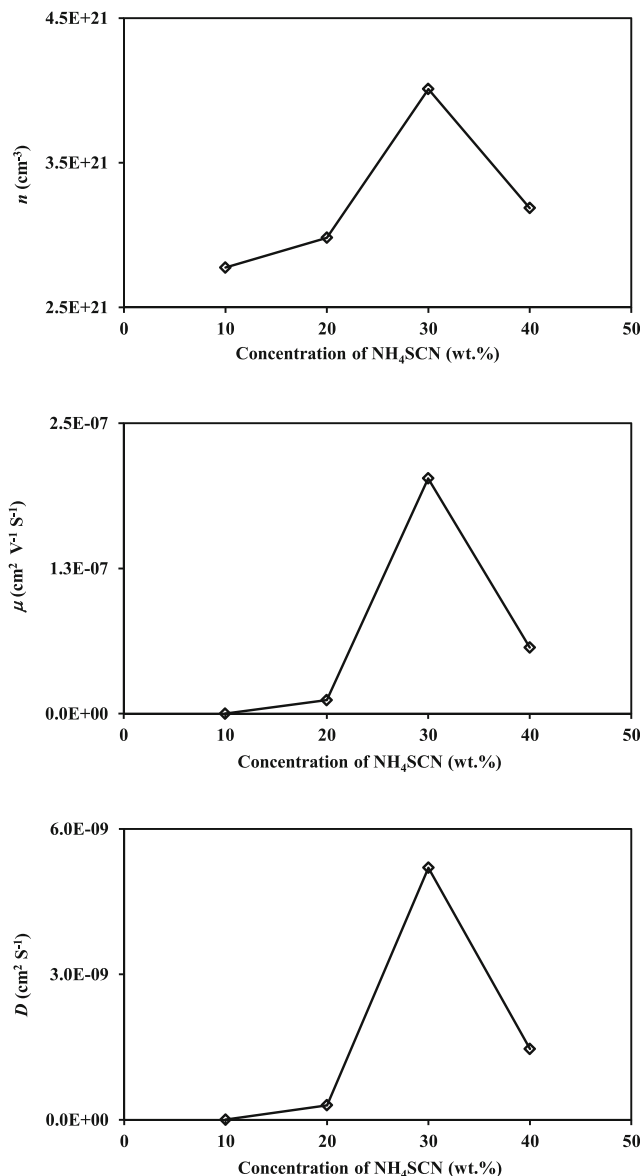 4.5E+21
3.5E+21
2.5E+21
n (cm⁻³)
0 10 20 30 40 50
Concentration of NH₄SCN (wt.%)
2.5E-07
1.3E-07
0.0E+00
μ (cm² V⁻¹ S⁻¹)
0 10 20 30 40 50
Concentration of NH₄SCN (wt.%)
6.0E-09
3.0E-09
0.0E+00
D (cm² S⁻¹)
0 10 20 30 40 50
Concentration of NH₄SCN (wt.%)